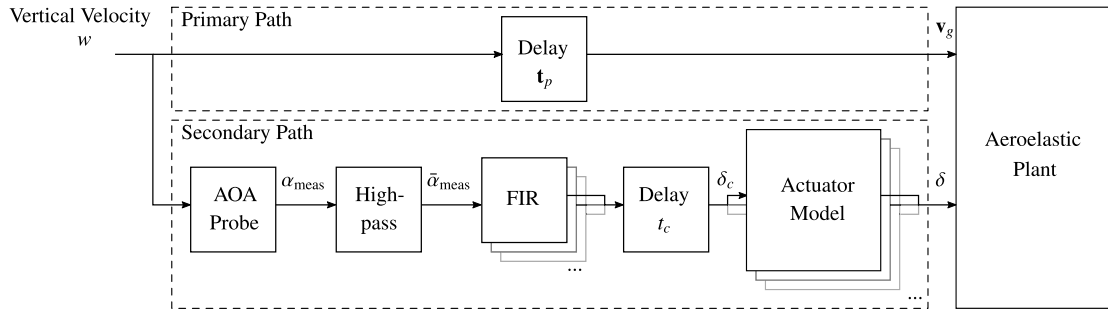 Vertical Velocity
w
Primary Path
Delay
t_p
v_g
Secondary Path
AOA
Probe
α_meas
High-
pass
ᾱ_meas
FIR
...
Delay
t_c
δ_c
Actuator
Model
...
δ
Aeroelastic
Plant